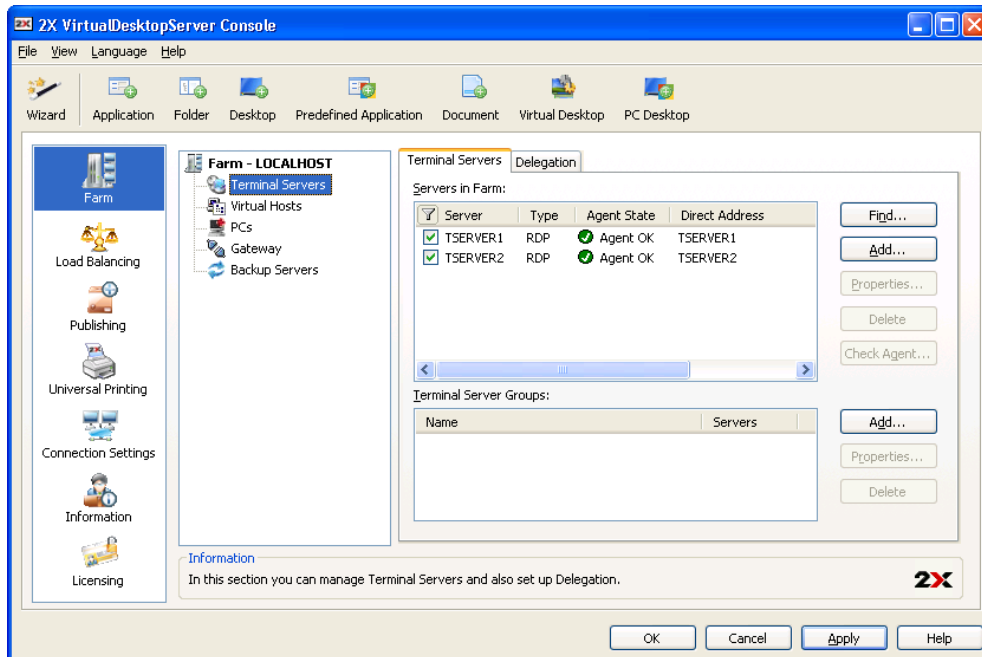 2X VirtualDesktopServer Console
File View Language Help
Wizard Application Folder Desktop Predefined Application Document Virtual Desktop PC Desktop
Farm
Load Balancing
Publishing
Universal Printing
Connection Settings
Information
Licensing
Farm - LOCALHOST
Terminal Servers
Virtual Hosts
PCs
Gateway
Backup Servers
Terminal Servers Delegation
Servers in Farm:
Server Type Agent State Direct Address
TSERVER1 RDP Agent OK TSERVER1
TSERVER2 RDP Agent OK TSERVER2
Find...
Add...
Properties...
Delete
Check Agent...
Terminal Server Groups:
Name Servers
Add...
Properties...
Delete
Information
In this section you can manage Terminal Servers and also set up Delegation.
2X
OK Cancel Apply Help